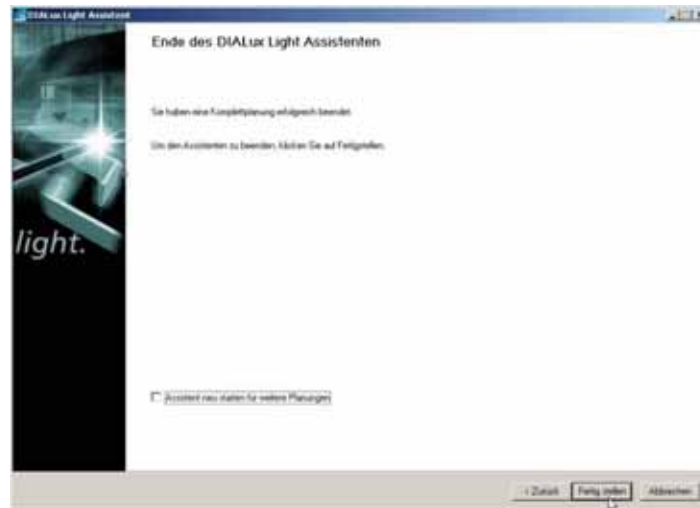 DIALux Light Assistent
Ende des DIALux Light Assistenten
Sie haben eine Komplettplanung erfolgreich beendet.
Um den Assistenten zu beenden, klicken Sie auf Fertigstellen.
light.
Assistent neu starten für weitere Planungen
< Zurück
Fertig stellen
Abbrechen